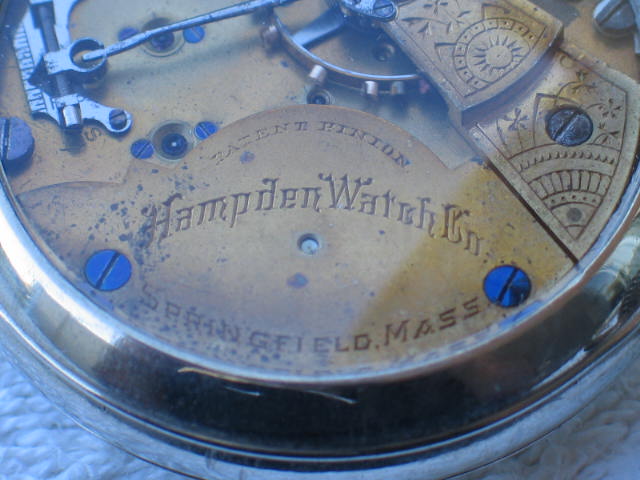 PATENT PINION
Hampden Watch Co.
SPRINGFIELD, MASS
S